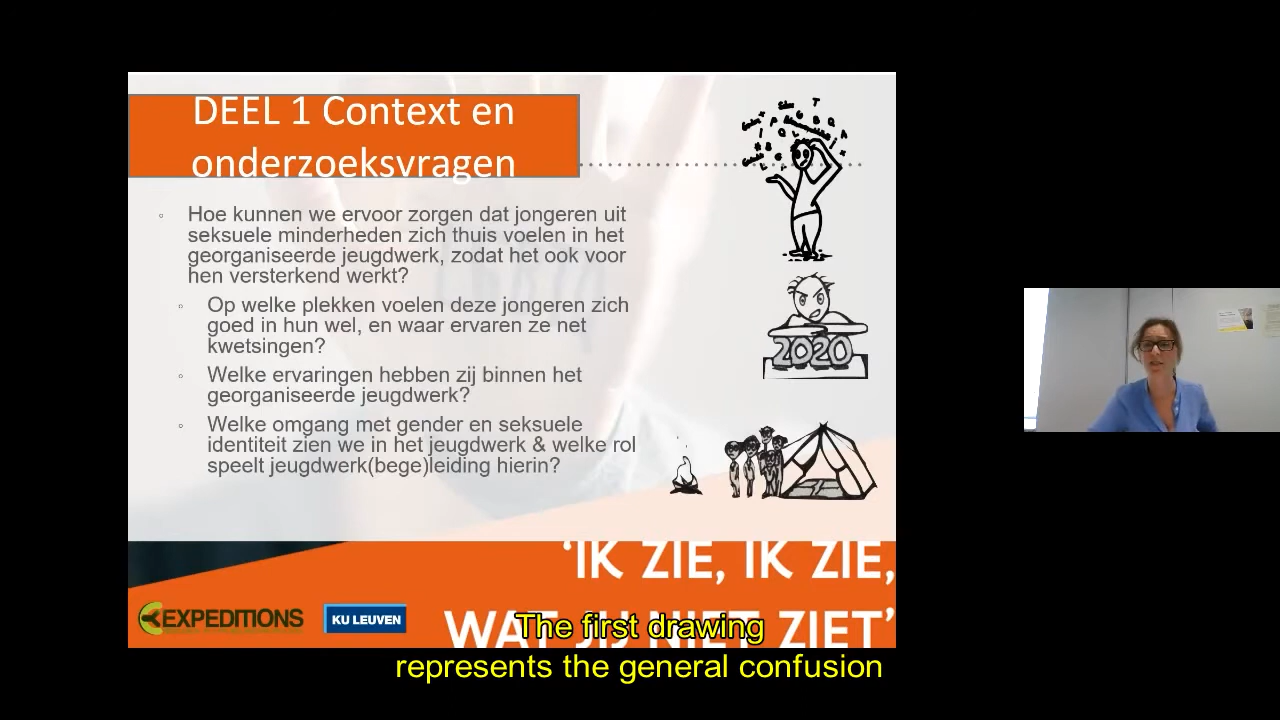 DEEL 1 Context en
onderzoeksvragen
Hoe kunnen we ervoor zorgen dat jongeren uit
seksuele minderheden zich thuis voelen in het
georganiseerde jeugdwerk, zodat het ook voor
hen versterkend werkt?
Op welke plekken voelen deze jongeren zich
goed in hun wel, en waar ervaren ze net
kwetsingen?
Welke ervaringen hebben zij binnen het
georganiseerde jeugdwerk?
Welke omgang met gender en seksuele
identiteit zien we in het jeugdwerk & welke rol
speelt jeugdwerk(bege)leiding hierin?
2020
‘IK ZIE, IK ZIE,
WAT JIJ NIET ZIET’
EXPEDITIONS
KU LEUVEN
The first drawing
represents the general confusion